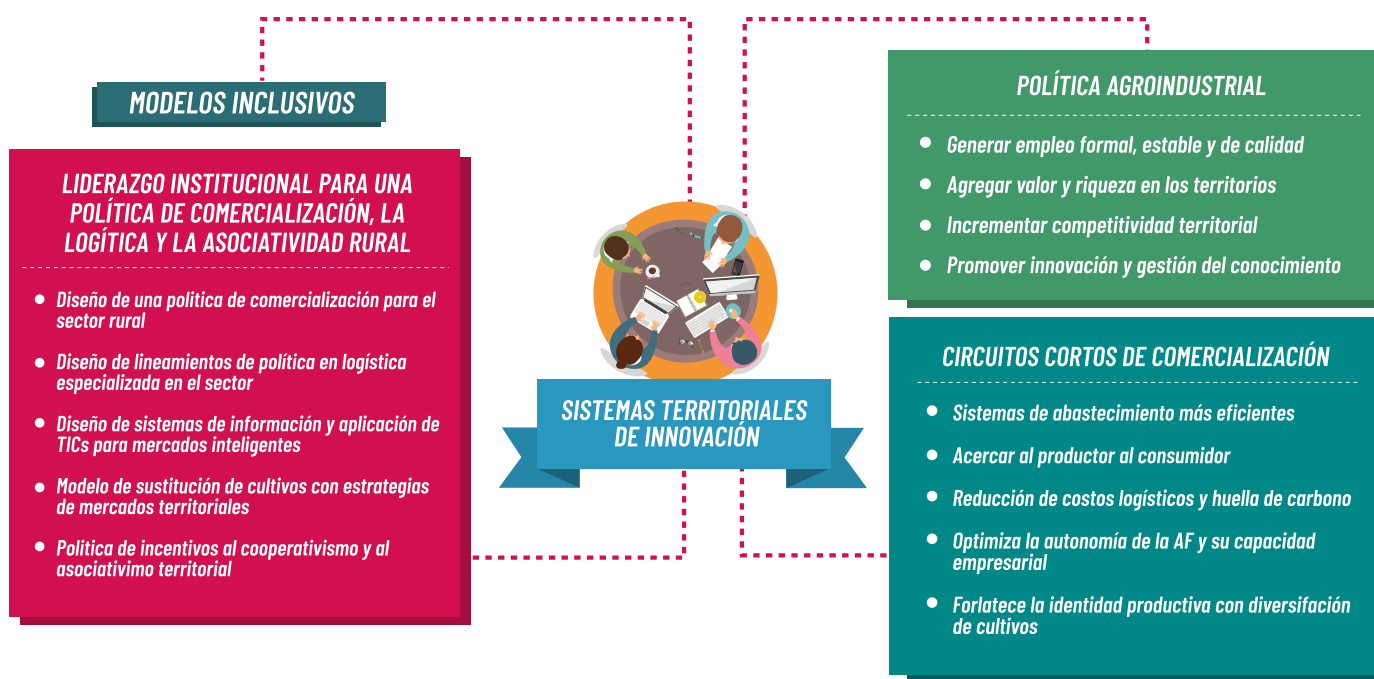 MODELOS INCLUSIVOS
LIDERAZGO INSTITUCIONAL PARA UNA
POLÍTICA DE COMERCIALIZACIÓN, LA
LOGÍTICA Y LA ASOCIATIVIDAD RURAL
Diseño de una politica de comercialización para el
sector rural
Diseño de lineamientos de política en logística
especializada en el sector
Diseño de sistemas de información y aplicación de
TICs para mercados inteligentes
Modelo de sustitución de cultivos con estrategias
de mercados territoriales
Politica de incentivos al cooperativismo y al
asociativimo territorial
SISTEMAS TERRITORIALES
DE INNOVACIÓN
POLÍTICA AGROINDUSTRIAL
Generar empleo formal, estable y de calidad
Agregar valor y riqueza en los territorios
Incrementar competitividad territorial
Promover innovación y gestión del conocimiento
CIRCUITOS CORTOS DE COMERCIALIZACIÓN
Sistemas de abastecimiento más eficientes
Acercar al productor al consumidor
Reducción de costos logísticos y huella de carbono
Optimiza la autonomía de la AF y su capacidad
empresarial
Forlatece la identidad productiva con diversifación
de cultivos